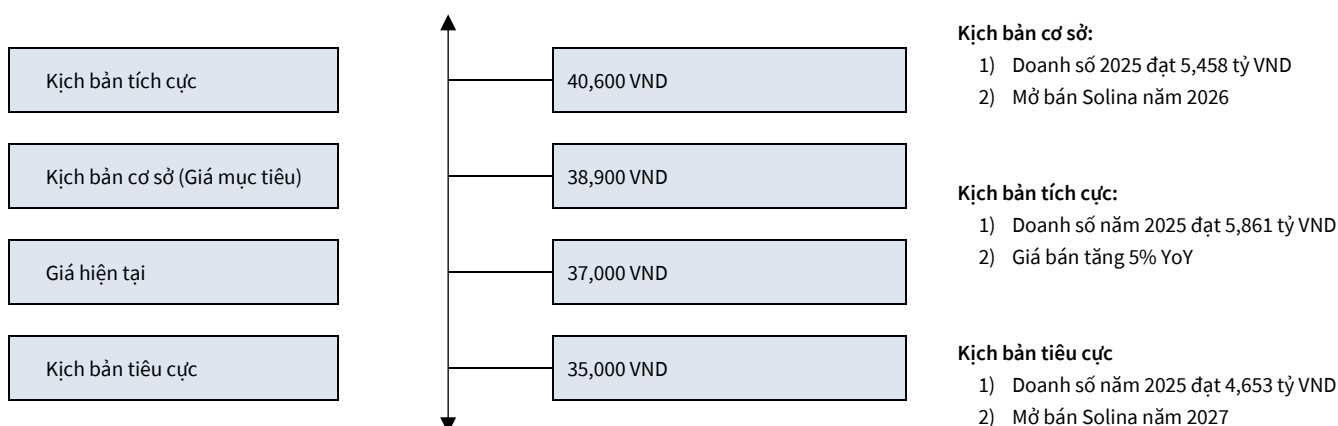 Kịch bản tích cực
40,600 VND
Kịch bản cơ sở (Giá mục tiêu)
38,900 VND
Giá hiện tại
37,000 VND
Kịch bản tiêu cực
35,000 VND
Kịch bản cơ sở:
1) Doanh số 2025 đạt 5,458 tỷ VND
2) Mở bán Solina năm 2026
Kịch bản tích cực:
1) Doanh số năm 2025 đạt 5,861 tỷ VND
2) Giá bán tăng 5% YoY
Kịch bản tiêu cực
1) Doanh số năm 2025 đạt 4,653 tỷ VND
2) Mở bán Solina năm 2027